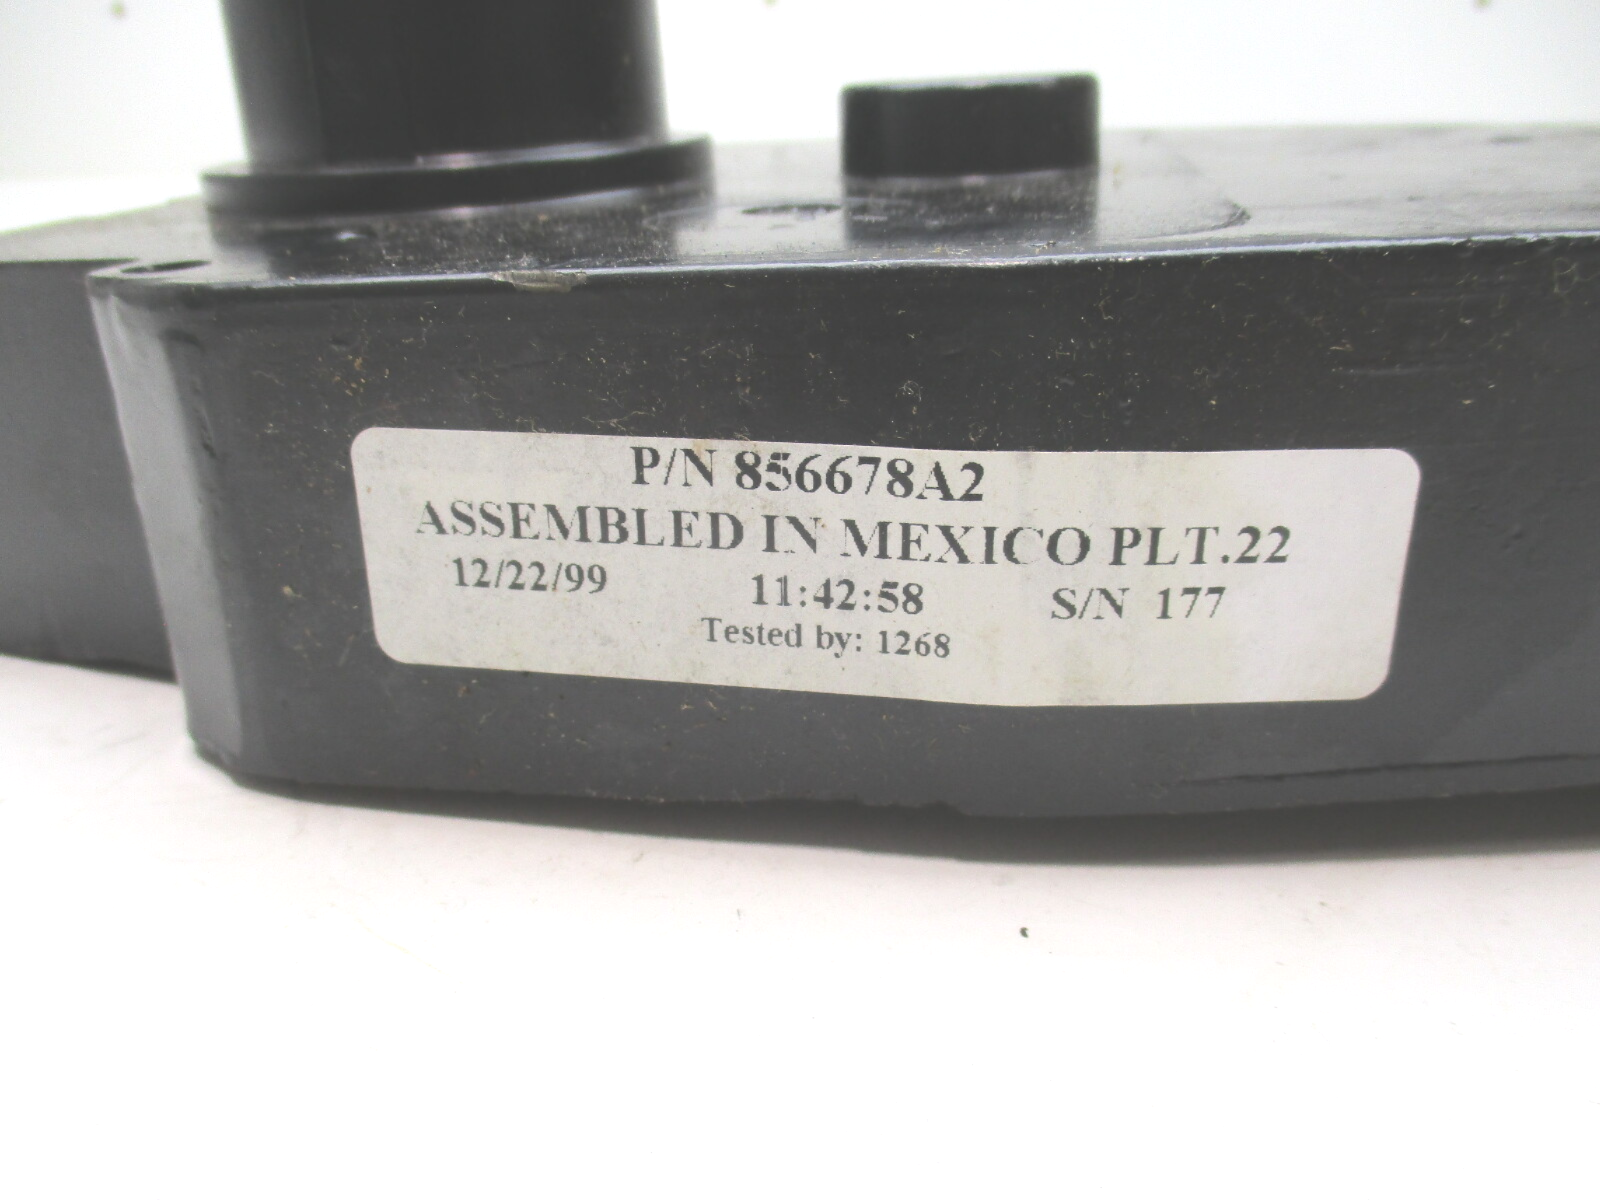 P/N 856678A2
ASSEMBLED IN MEXICO PLT.22
12/22/99 11:42:58 S/N 177
Tested by: 1268